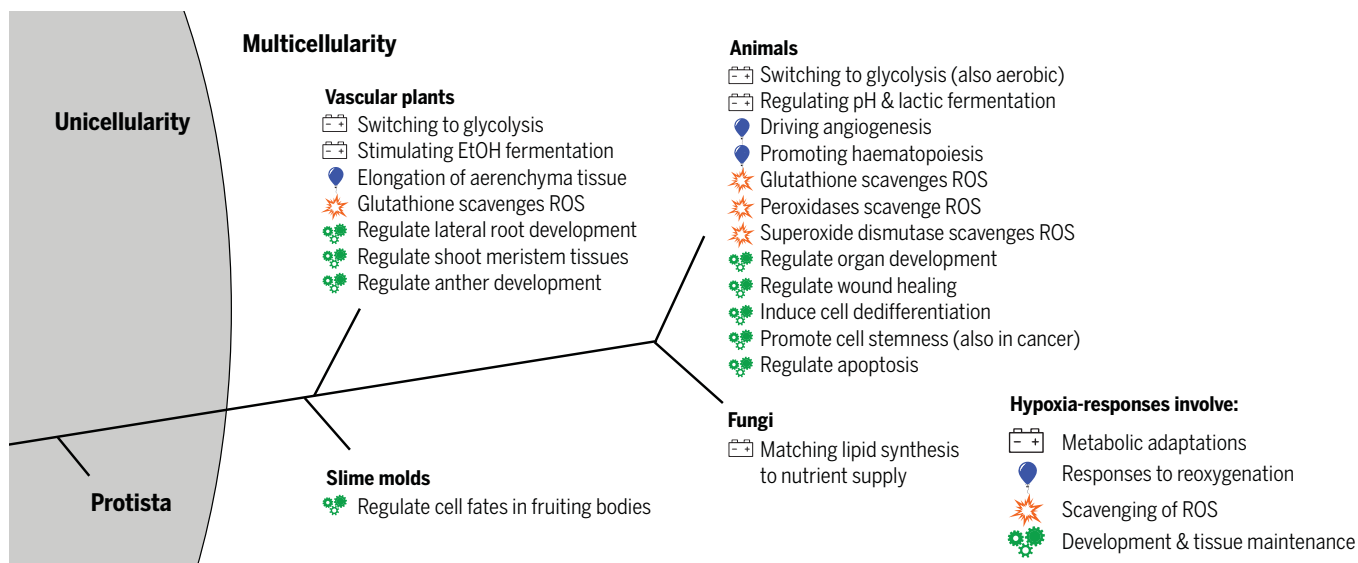 Multicellularity
Unicellularity
Protista
Vascular plants
Switching to glycolysis
Stimulating EtOH fermentation
Elongation of aerenchyma tissue
Glutathione scavenges ROS
Regulate lateral root development
Regulate shoot meristem tissues
Regulate anther development
Slime molds
Regulate cell fates in fruiting bodies
Animals
Switching to glycolysis (also aerobic)
Regulating pH & lactic fermentation
Driving angiogenesis
Promoting haematopoiesis
Glutathione scavenges ROS
Peroxidases scavenge ROS
Superoxide dismutase scavenges ROS
Regulate organ development
Regulate wound healing
Induce cell dedifferentiation
Promote cell stemness (also in cancer)
Regulate apoptosis
Fungi
Matching lipid synthesis
to nutrient supply
Hypoxia-responses involve:
Metabolic adaptations
Responses to reoxygenation
Scavenging of ROS
Development & tissue maintenance